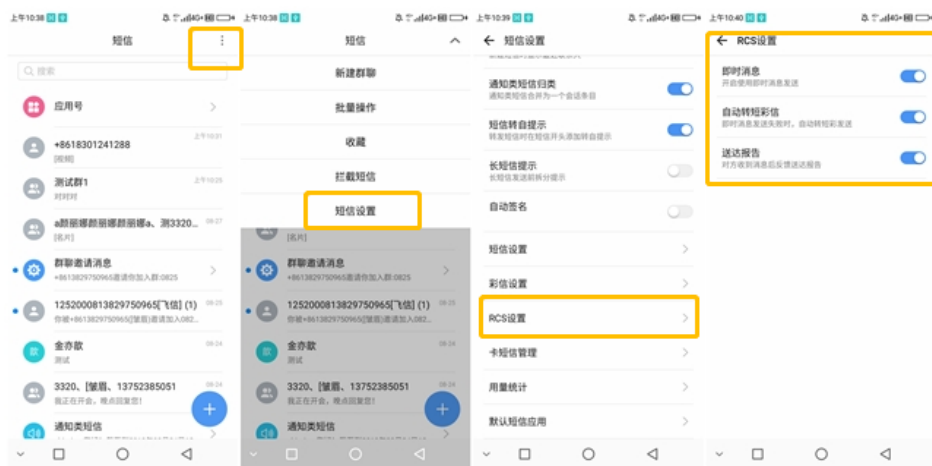 上午10:38
短信
搜索
应用号
+8618301241288
上午10:31
[视频]
测试群1
上午10:25
对对对
a颜丽娜颜丽娜颜丽娜a、测3320...
08-27
[名片]
群聊邀请消息
+8613829750965邀请你加入群:0825
1252000813829750965[飞信] (1)
08-25
你被+8613829750965[皱眉]邀请加入082...
金亦歆
08-24
测试
3320、[皱眉、13752385051
08-24
我正在开会，晚点回复您!
通知类短信
上午10:38
短信
新建群聊
批量操作
收藏
拦截短信
短信设置
[名片]
群聊邀请消息
+8613829750965邀请你加入群:0825
1252000813829750965[飞信] (1)
08-25
你被+8613829750965[皱眉]邀请加入082...
金亦歆
08-24
测试
3320、[皱眉、13752385051
08-24
我正在开会，晚点回复您!
通知类短信
上午10:39
短信设置
通知类短信归类
通知类短信合并为一个会话条目
短信转自提示
转发短信时在短信开头添加转自提示
长短信提示
长短信发送前拆分提示
自动签名
短信设置
彩信设置
RCS设置
卡短信管理
用量统计
默认短信应用
上午10:40
RCS设置
即时消息
开启使用即时消息发送
自动转彩信
即时消息发送失败时，自动转短彩发送
送达报告
对方收到消息后反馈送达报告